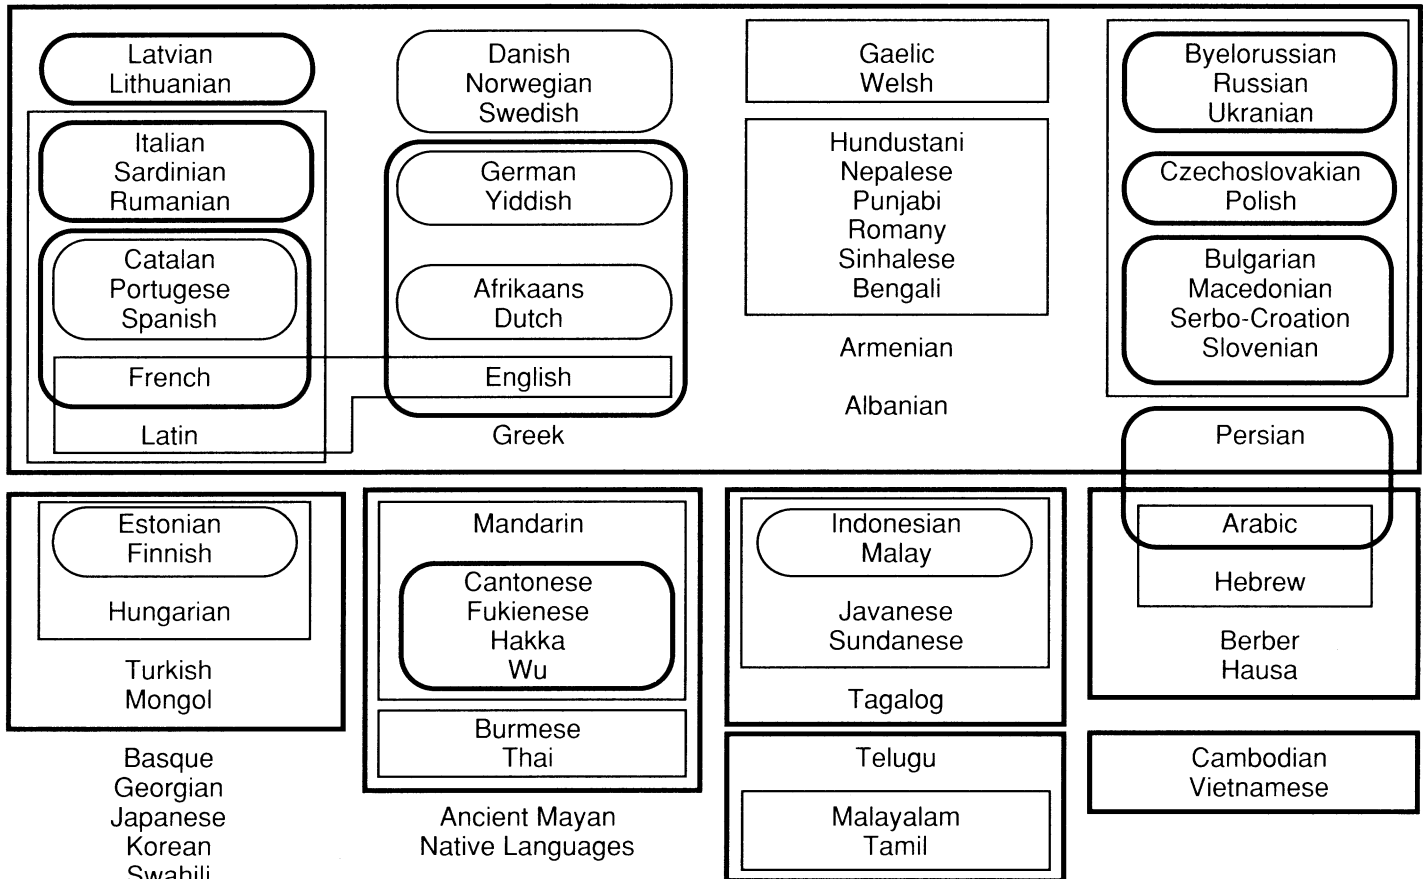 Latvian
Lithuanian
Italian
Sardinian
Rumanian
Catalan
Portugese
Spanish
French
Latin
Danish
Norwegian
Swedish
German
Yiddish
Afrikaans
Dutch
English
Greek
Gaelic
Welsh
Hundustani
Nepalese
Punjabi
Romany
Sinhalese
Bengali
Armenian
Albanian
Byelorussian
Russian
Ukranian
Czechoslovakian
Polish
Bulgarian
Macedonian
Serbo-Croation
Slovenian
Persian
Estonian
Finnish
Hungarian
Turkish
Mongol
Basque
Georgian
Japanese
Korean
Swahili
Mandarin
Cantonese
Fukienese
Hakka
Wu
Burmese
Thai
Ancient Mayan
Native Languages
Indonesian
Malay
Javanese
Sundanese
Tagalog
Telugu
Malayalam
Tamil
Arabic
Hebrew
Berber
Hausa
Cambodian
Vietnamese